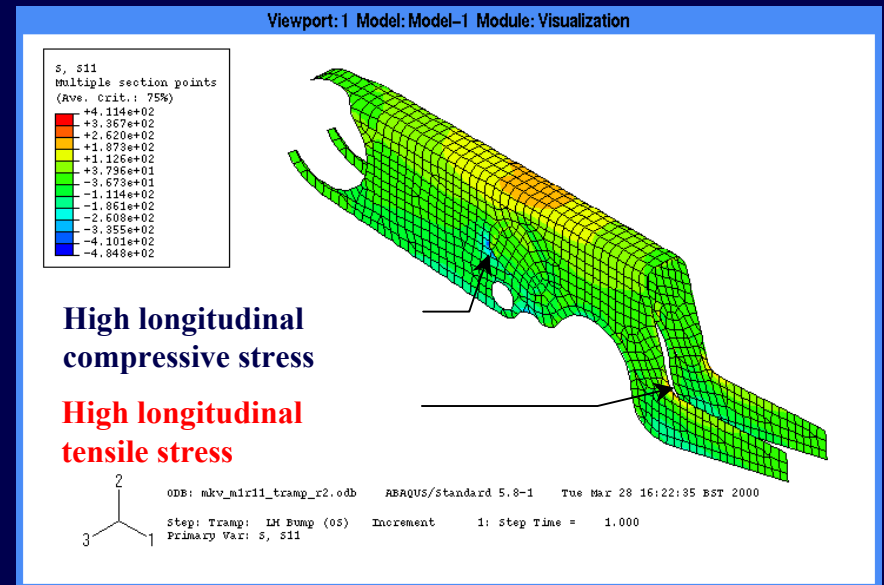 Viewport: 1 Model: Model-1 Module: Visualization
S, S11
Multiple section points
(Ave. Crit.: 75%)
+4.114e+02
+3.367e+02
+2.620e+02
+1.873e+02
+1.126e+02
+3.796e+01
-3.673e+01
-1.114e+02
-1.861e+02
-2.608e+02
-3.355e+02
-4.101e+02
-4.848e+02
High longitudinal
compressive stress
High longitudinal
tensile stress
2
3
1
ODB: mkv_m1r11_tramp_r2.odb ABAQUS/Standard 5.8-1 Tue Mar 28 16:22:35 BST 2000
Step: Tramp: LH Bump (OS) Increment 1: Step Time = 1.000
Primary Var: S, S11